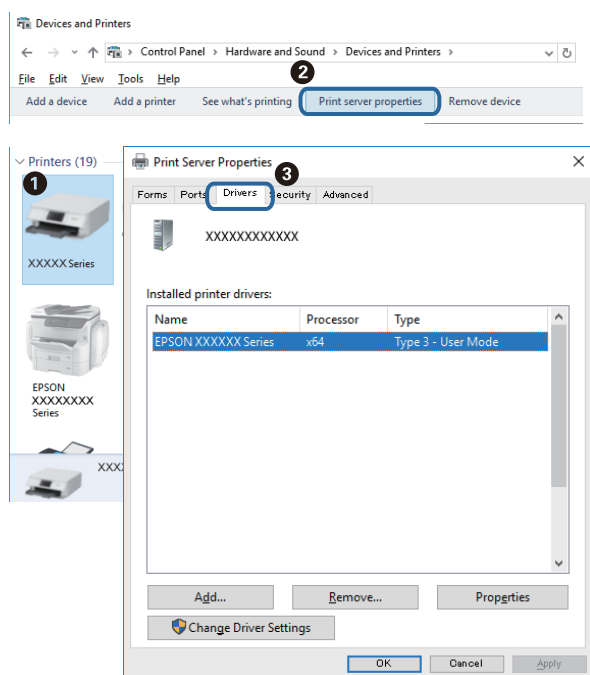 Devices and Printers
Control Panel > Hardware and Sound > Devices and Printers >
2
File Edit View Tools Help
Add a device Add a printer See what's printing Print server properties Remove device
Printers (19)
1
XXXXX Series
EPSON
XXXXXXXX
Series
XXX
Print Server Properties
3
Forms Ports Drivers Security Advanced
XXXXXXXXXXXX
Installed printer drivers:
Name Processor Type
EPSON XXXXXX Series x64 Type 3 - User Mode
Add... Remove... Properties
Change Driver Settings
OK Cancel Apply